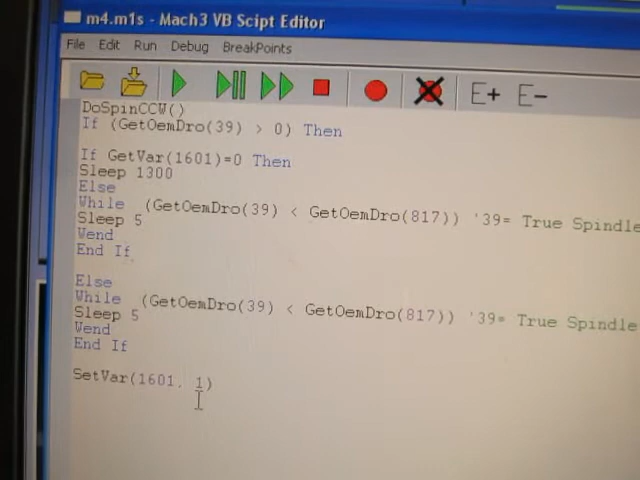 m4.m1s - Mach3 VB Scipt Editor
File Edit Run Debug BreakPoints
E+ E-
DoSpinCCW()
If (GetOemDro(39) > 0) Then
If GetVar(1601)=0 Then
Sleep 1300
Else
While (GetOemDro(39) < GetOemDro(817)) '39= True Spindle
Sleep 5
Wend
End If
Else
While (GetOemDro(39) < GetOemDro(817)) '39= True Spindle
Sleep 5
Wend
End If
SetVar(1601, 1)